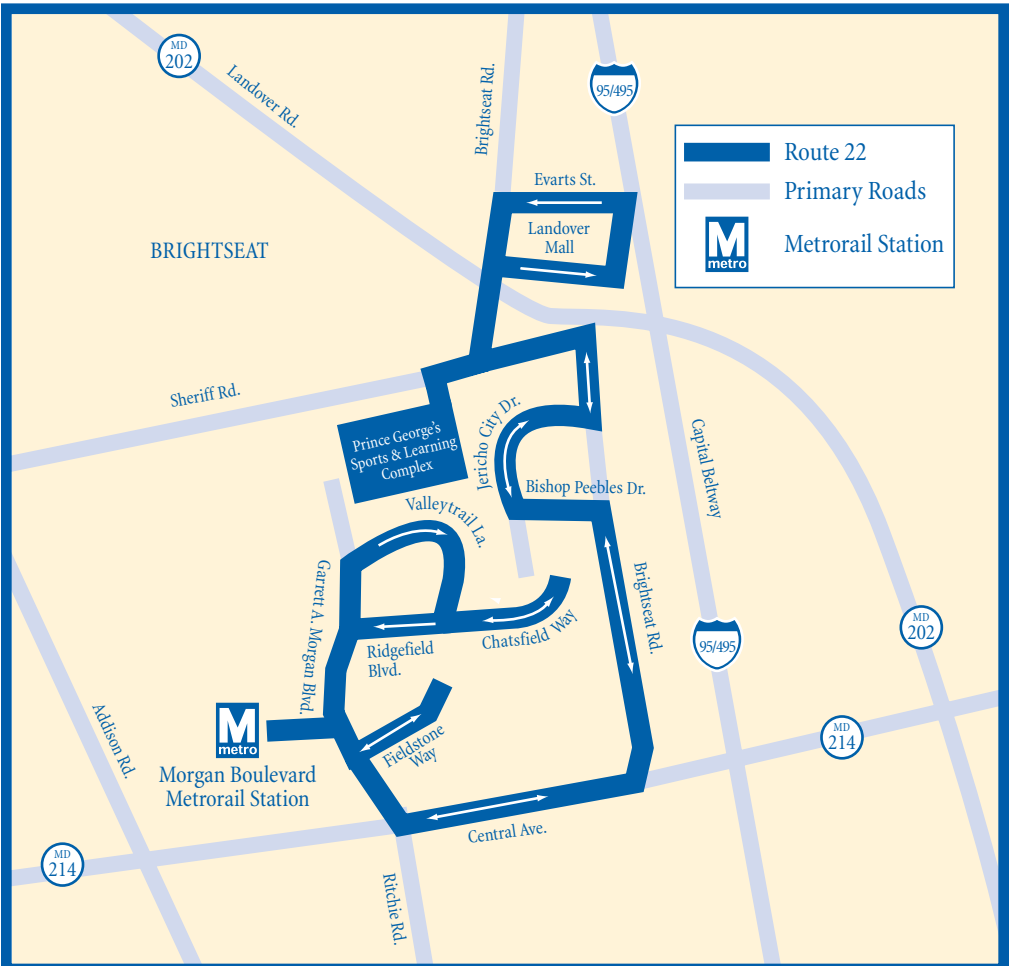 MD
202
Landover Rd.
Brightseat Rd.
95/495
Route 22
Primary Roads
M
metro
Metrorail Station
Evarts St.
Landover
Mall
BRIGHTSEAT
Sheriff Rd.
Prince George's
Sports & Learning
Complex
Jericho City Dr.
Capital Beltway
Bishop Peebles Dr.
Valleytrail La.
Garrett A. Morgan Blvd.
Brightseat Rd.
Ridgefield
Blvd.
Chatsfield Way
95/495
MD
202
Addison Rd.
M
metro
Morgan Boulevard
Metrorail Station
Fieldstone
Way
MD
214
Central Ave.
MD
214
Ritchie Rd.